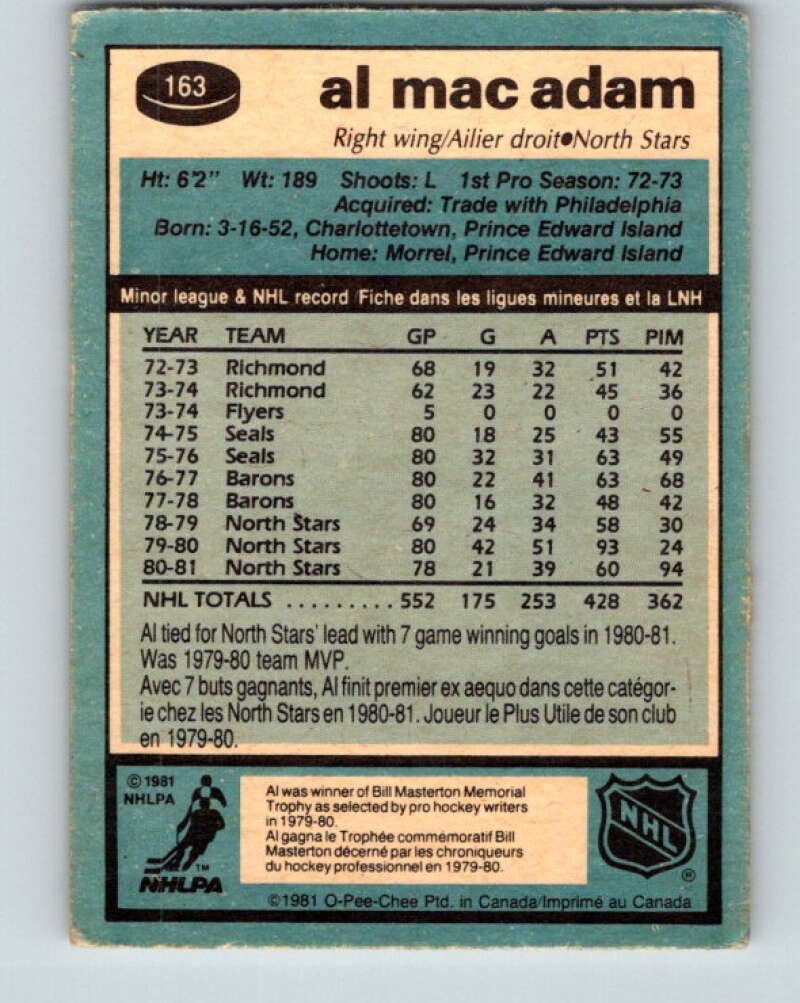 163
al mac adam
Right wing/Ailier droit●North Stars
Ht: 6'2" Wt: 189 Shoots: L 1st Pro Season: 72-73
Acquired: Trade with Philadelphia
Born: 3-16-52, Charlottetown, Prince Edward Island
Home: Morrel, Prince Edward Island
Minor league & NHL record/Fiche dans les ligues mineures et la LNH
YEAR TEAM GP G A PTS PIM
72-73 Richmond 68 19 32 51 42
73-74 Richmond 62 23 22 45 36
73-74 Flyers 5 0 0 0 0
74-75 Seals 80 18 25 43 55
75-76 Seals 80 32 31 63 49
76-77 Barons 80 22 41 63 68
77-78 Barons 80 16 32 48 42
78-79 North Stars 69 24 34 58 30
79-80 North Stars 80 42 51 93 24
80-81 North Stars 78 21 39 60 94
NHL TOTALS .......... 552 175 253 428 362
Al tied for North Stars' lead with 7 game winning goals in 1980-81.
Was 1979-80 team MVP.
Avec 7 buts gagnants, Al finit premier ex aequo dans cette catégor-
ie chez les North Stars en 1980-81. Joueur le Plus Utile de son club
en 1979-80.
©1981
NHLPA
TM
NHLPA
Al was winner of Bill Masterton Memorial
Trophy as selected by pro hockey writers
in 1979-80.
Al gagna le Trophée commémoratif Bill
Masterton décerné par les chroniqueurs
du hockey professionnel en 1979-80.
NHL
®
©1981 O-Pee-Chee Ptd. in Canada/Imprimé au Canada